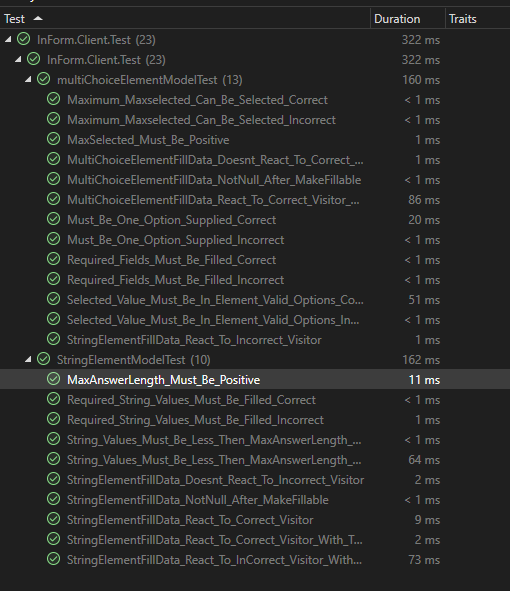 Test Duration Traits
InForm.Client.Test (23) 322 ms
InForm.Client.Test (23) 322 ms
multiChoiceElementModelTest (13) 160 ms
Maximum_Maxselected_Can_Be_Selected_Correct < 1 ms
Maximum_Maxselected_Can_Be_Selected_Incorrect < 1 ms
MaxSelected_Must_Be_Positive 1 ms
MultiChoiceElementFillData_Doesnt_React_To_Correct_... 1 ms
MultiChoiceElementFillData_NotNull_After_MakeFillable < 1 ms
MultiChoiceElementFillData_React_To_Correct_Visitor_... 86 ms
Must_Be_One_Option_Supplied_Correct 20 ms
Must_Be_One_Option_Supplied_Incorrect < 1 ms
Required_Fields_Must_Be_Filled_Correct < 1 ms
Required_Fields_Must_Be_Filled_Incorrect < 1 ms
Selected_Value_Must_Be_In_Element_Valid_Options_Co... 51 ms
Selected_Value_Must_Be_In_Element_Valid_Options_In... < 1 ms
StringElementFillData_React_To_Incorrect_Visitor 1 ms
StringElementModelTest (10) 162 ms
MaxAnswerLength_Must_Be_Positive 11 ms
Required_String_Values_Must_Be_Filled_Correct < 1 ms
Required_String_Values_Must_Be_Filled_Incorrect 1 ms
String_Values_Must_Be_Less_Then_MaxAnswerLength_... < 1 ms
String_Values_Must_Be_Less_Then_MaxAnswerLength_... 64 ms
StringElementFillData_Doesnt_React_To_Incorrect_Visitor 2 ms
StringElementFillData_NotNull_After_MakeFillable < 1 ms
StringElementFillData_React_To_Correct_Visitor 9 ms
StringElementFillData_React_To_Correct_Visitor_With_T... 2 ms
StringElementFillData_React_To_InCorrect_Visitor_With... 73 ms